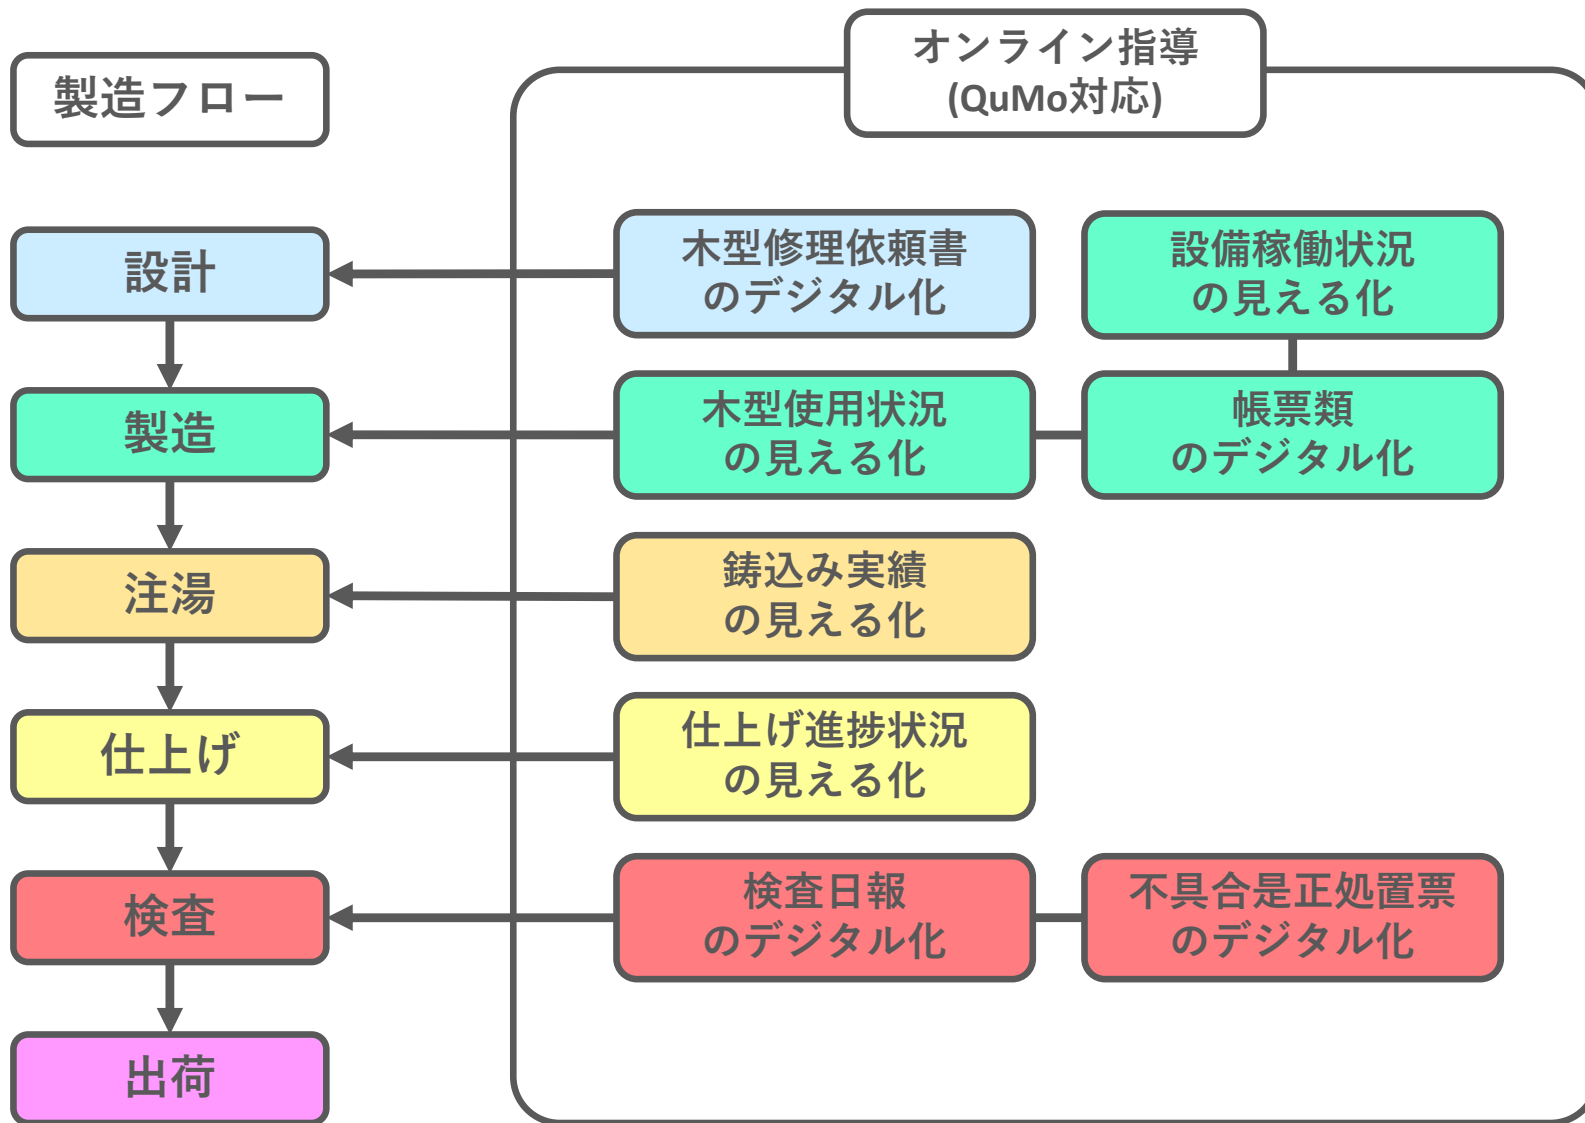 製造フロー
オンライン指導
(QuMo対応)
設計
木型修理依頼書
のデジタル化
設備稼働状況
の見える化
製造
木型使用状況
の見える化
帳票類
のデジタル化
注湯
鋳込み実績
の見える化
仕上げ
仕上げ進捗状況
の見える化
検査
検査日報
のデジタル化
不具合是正処置票
のデジタル化
出荷